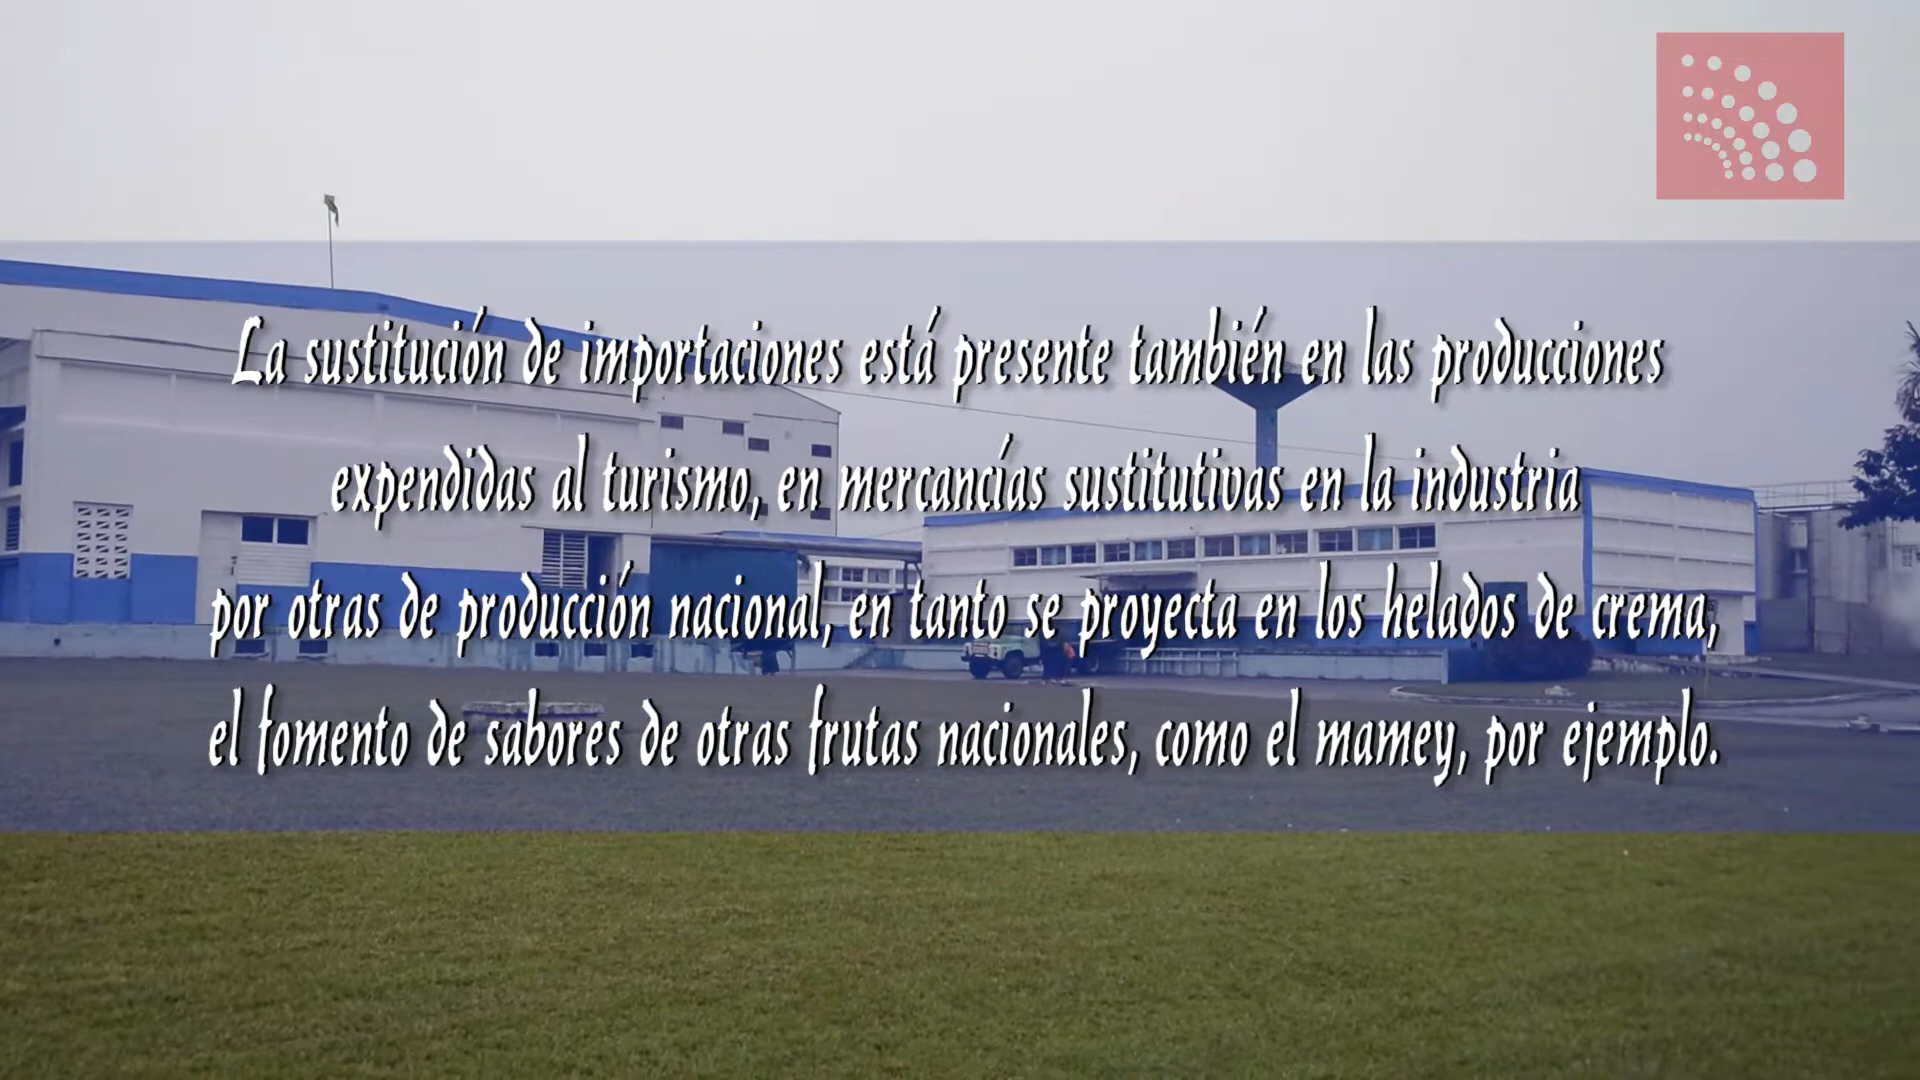 La sustitución de importaciones está presente también en las producciones
expendidas al turismo, en mercancías sustitutivas en la industria
por otras de producción nacional, en tanto se proyecta en los helados de crema,
el fomento de sabores de otras frutas nacionales, como el mamey, por ejemplo.